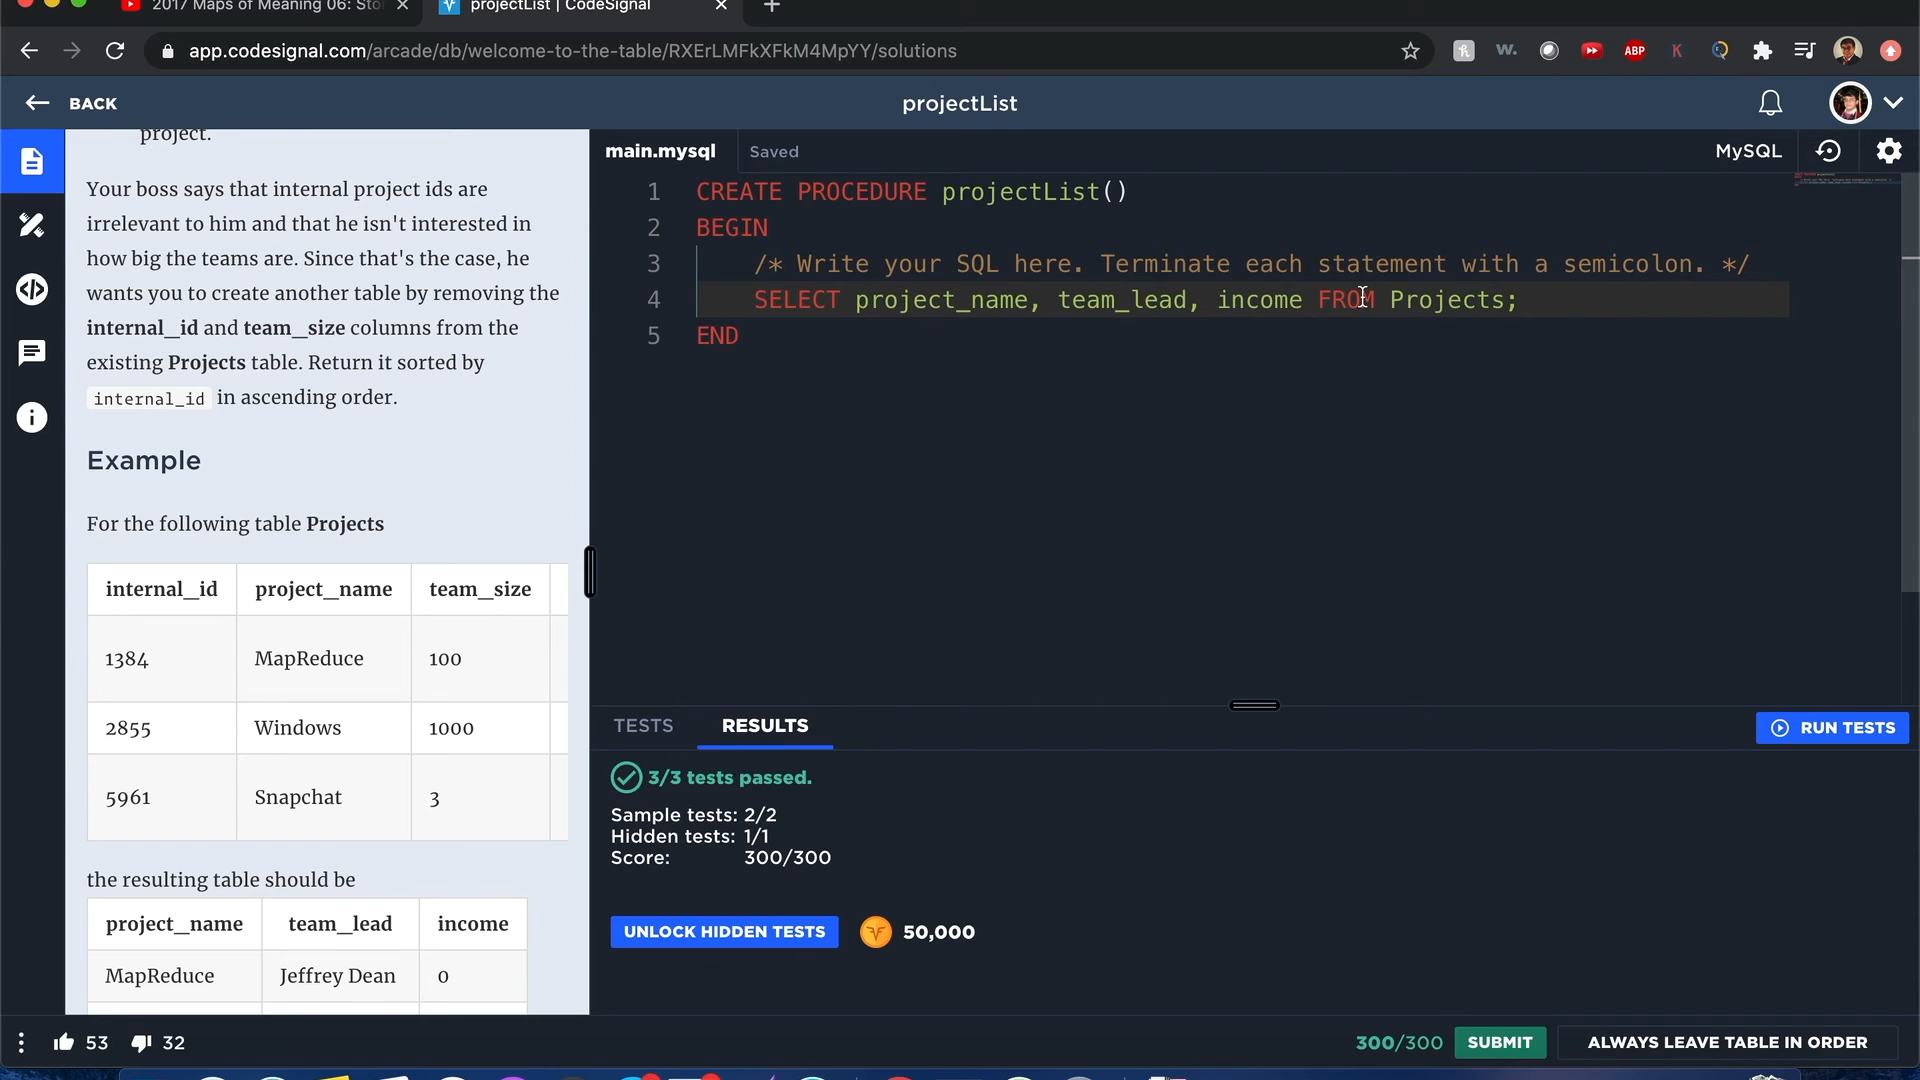 2017 Maps of Meaning 06: Sto
projectList | CodeSignal
app.codesignal.com/arcade/db/welcome-to-the-table/RXErLMFkXFkM4MpYY/solutions
w.
ABP
K
BACK
projectList
project.
Your boss says that internal project ids are
irrelevant to him and that he isn't interested in
how big the teams are. Since that's the case, he
wants you to create another table by removing the
internal_id and team_size columns from the
existing Projects table. Return it sorted by
internal_id in ascending order.
Example
For the following table Projects
internal_id project_name team_size
1384 MapReduce 100
2855 Windows 1000
5961 Snapchat 3
the resulting table should be
project_name team_lead income
MapReduce Jeffrey Dean 0
53 32
main.mysql Saved MySQL
1 CREATE PROCEDURE projectList()
2 BEGIN
3 /* Write your SQL here. Terminate each statement with a semicolon. */
4 SELECT project_name, team_lead, income FROM Projects;
5 END
TESTS RESULTS RUN TESTS
3/3 tests passed.
Sample tests: 2/2
Hidden tests: 1/1
Score: 300/300
UNLOCK HIDDEN TESTS 50,000
300/300 SUBMIT ALWAYS LEAVE TABLE IN ORDER